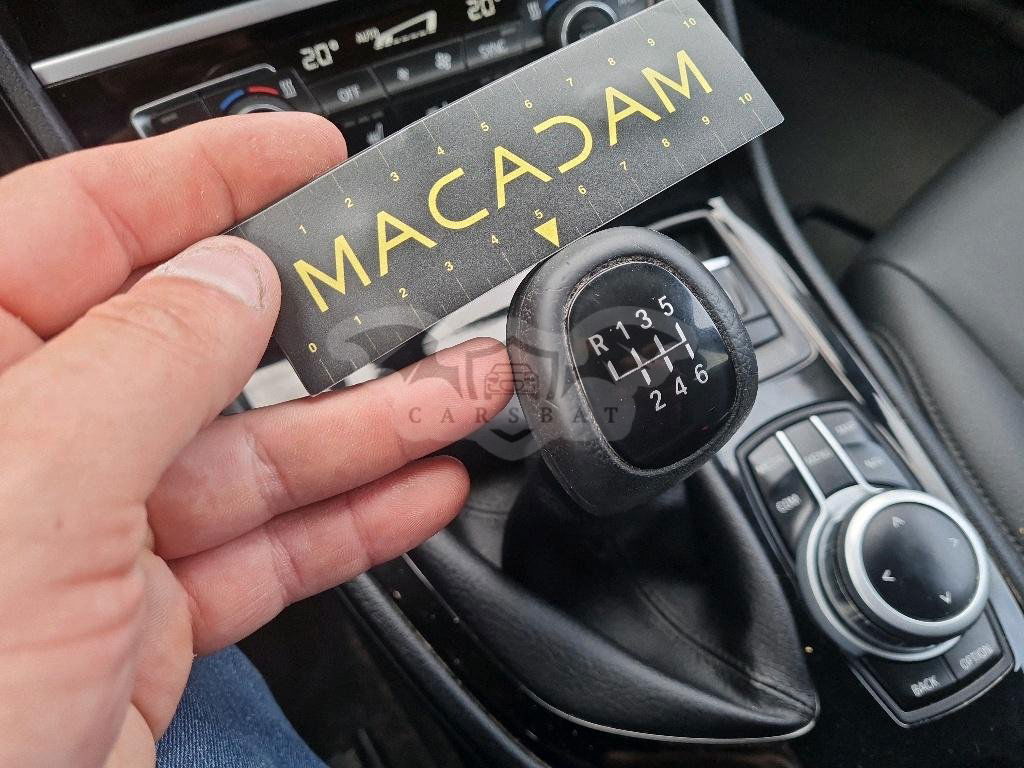 20°
AUTO
20°
OFF
SYNC
1 2 3 4 5 6 7 8 9 10
MACADAM
0 1 2 3 4 5 6 7 8 9 10
R 1 3 5
2 4 6
CARSBAT
MENU
COM
BACK
OPTION